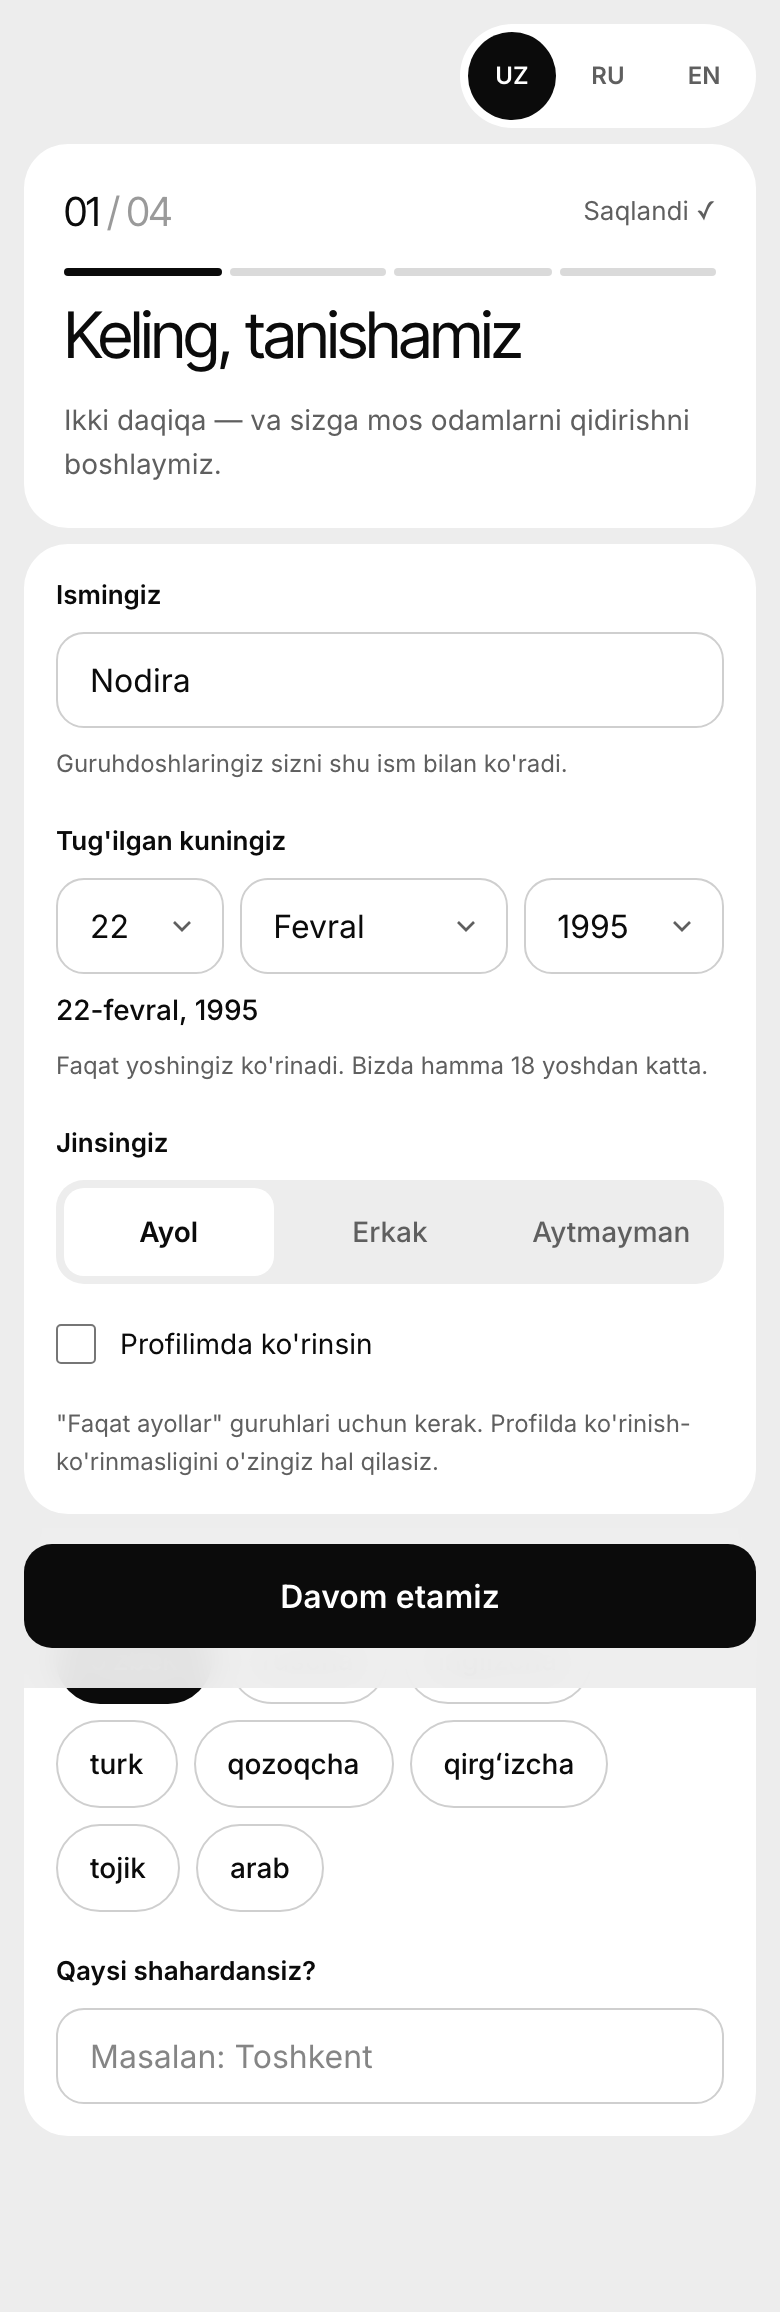 UZ RU EN
01 / 04 Saqlandi ✓
Keling, tanishamiz
Ikki daqiqa — va sizga mos odamlarni qidirishni
boshlaymiz.
Ismingiz
Nodira
Guruhdoshlaringiz sizni shu ism bilan ko'radi.
Tug'ilgan kuningiz
22 Fevral 1995
22-fevral, 1995
Faqat yoshingiz ko'rinadi. Bizda hamma 18 yoshdan katta.
Jinsingiz
Ayol Erkak Aytmayman
Profilimda ko'rinsin
"Faqat ayollar" guruhlari uchun kerak. Profilda ko'rinish-
ko'rinmasligini o'zingiz hal qilasiz.
Davom etamiz
turk qozoqcha qirgʻizcha
tojik arab
Qaysi shahardansiz?
Masalan: Toshkent